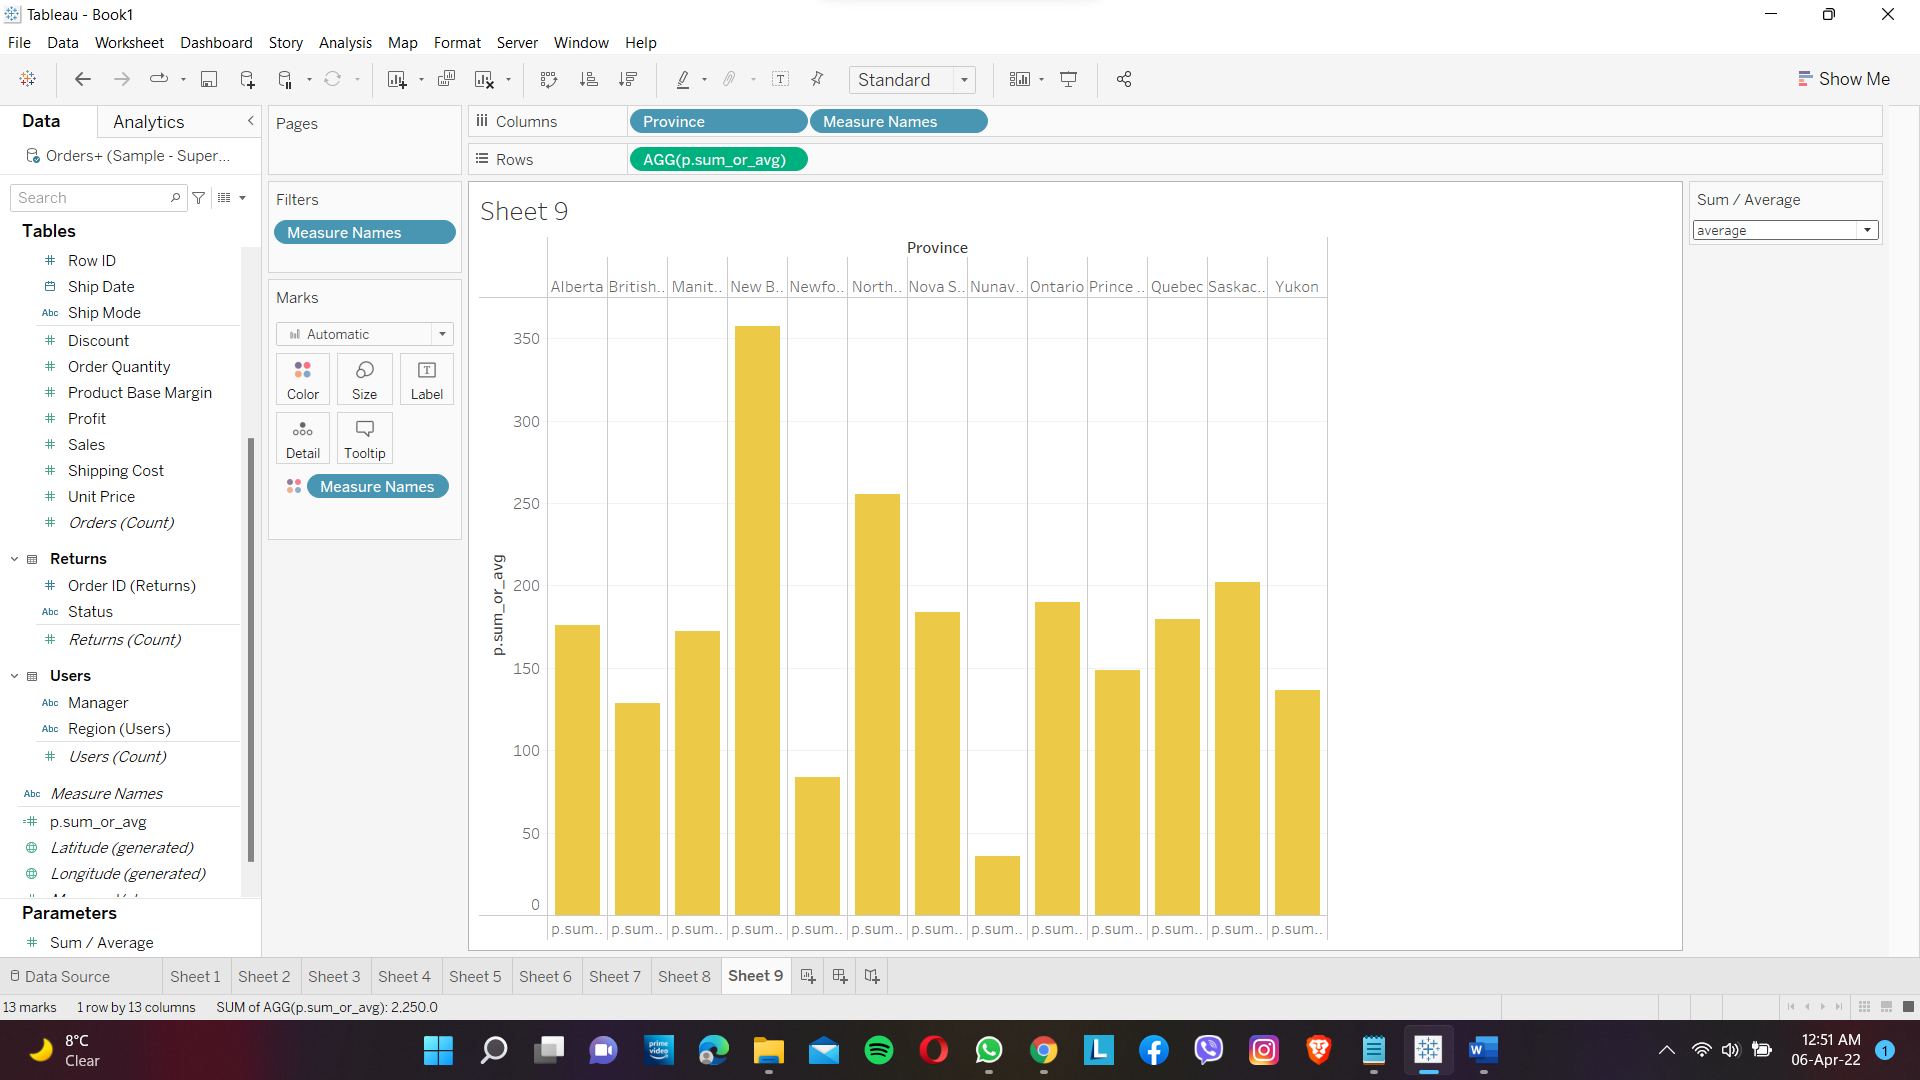 Tableau - Book1
File Data Worksheet Dashboard Story Analysis Map Format Server Window Help
Standard
Show Me
Data Analytics
Orders+ (Sample - Super...
Search
Tables
Row ID
Ship Date
Abc Ship Mode
Discount
Order Quantity
Product Base Margin
Profit
Sales
Shipping Cost
Unit Price
Orders (Count)
Returns
Order ID (Returns)
Abc Status
Returns (Count)
Users
Abc Manager
Abc Region (Users)
Users (Count)
Abc Measure Names
p.sum_or_avg
Latitude (generated)
Longitude (generated)
Parameters
Sum / Average
Pages
Filters
Measure Names
Marks
Automatic
Color Size Label
Detail Tooltip
Measure Names
Columns Province Measure Names
Rows AGG(p.sum_or_avg)
Sheet 9
Province
Alberta British.. Manit.. New B.. Newfo.. North.. Nova S.. Nunav.. Ontario Prince .. Quebec Saskac.. Yukon
p.sum_or_avg
350
300
250
200
150
100
50
0
p.sum.. p.sum.. p.sum.. p.sum.. p.sum.. p.sum.. p.sum.. p.sum.. p.sum.. p.sum.. p.sum.. p.sum.. p.sum..
Sum / Average
average
Data Source Sheet 1 Sheet 2 Sheet 3 Sheet 4 Sheet 5 Sheet 6 Sheet 7 Sheet 8 Sheet 9
13 marks 1 row by 13 columns SUM of AGG(p.sum_or_avg): 2,250.0
8°C
Clear
prime video
L
W
12:51 AM
06-Apr-22
1